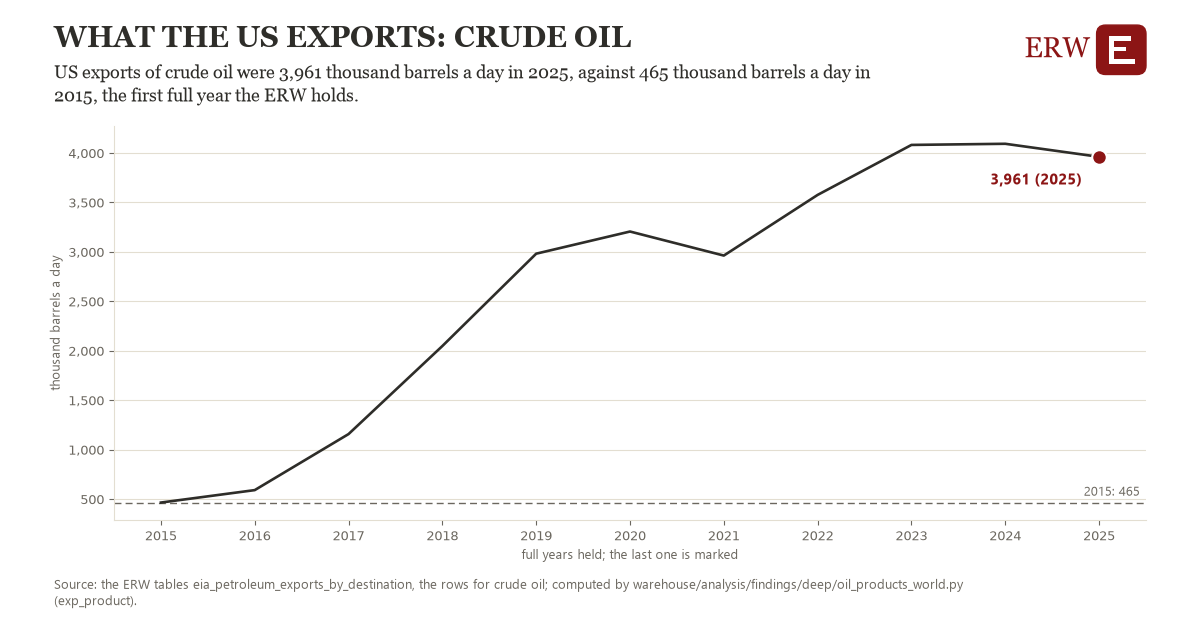 WHAT THE US EXPORTS: CRUDE OIL
US exports of crude oil were 3,961 thousand barrels a day in 2025, against 465 thousand barrels a day in
2015, the first full year the ERW holds.
ERW E
4,000
3,500
3,000
2,500
2,000
1,500
1,000
500
thousand barrels a day
3,961 (2025)
2015: 465
2015 2016 2017 2018 2019 2020 2021 2022 2023 2024 2025
full years held; the last one is marked
Source: the ERW tables eia_petroleum_exports_by_destination, the rows for crude oil; computed by warehouse/analysis/findings/deep/oil_products_world.py
(exp_product).